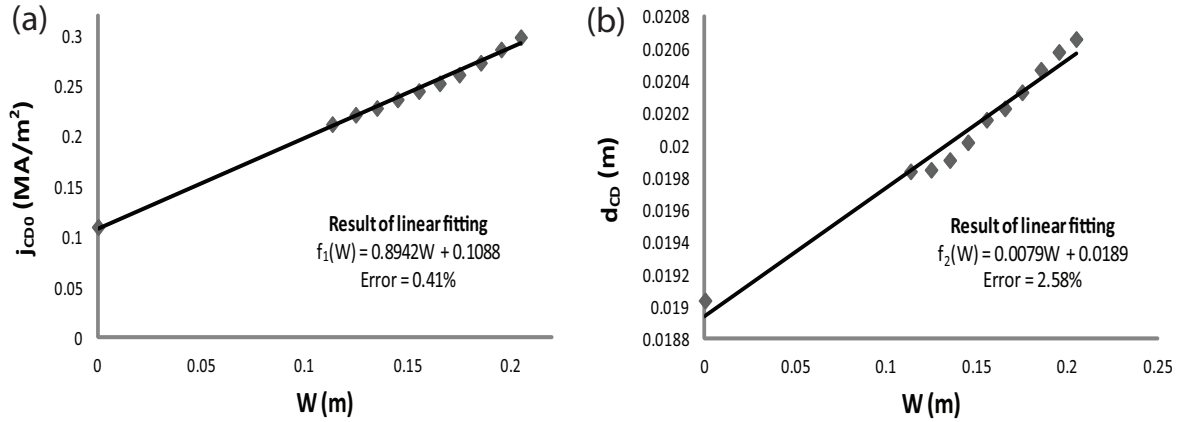 (a)
0.3
0.25
0.2
0.15
0.1
0.05
0
j_CD0 (MA/m²)
Result of linear fitting
f₁(W) = 0.8942W + 0.1088
Error = 0.41%
0
0.05
0.1
0.15
0.2
W (m)
(b)
0.0208
0.0206
0.0204
0.0202
0.02
0.0198
0.0196
0.0194
0.0192
0.019
0.0188
d_CD (m)
Result of linear fitting
f₂(W) = 0.0079W + 0.0189
Error = 2.58%
0
0.05
0.1
0.15
0.2
0.25
W (m)